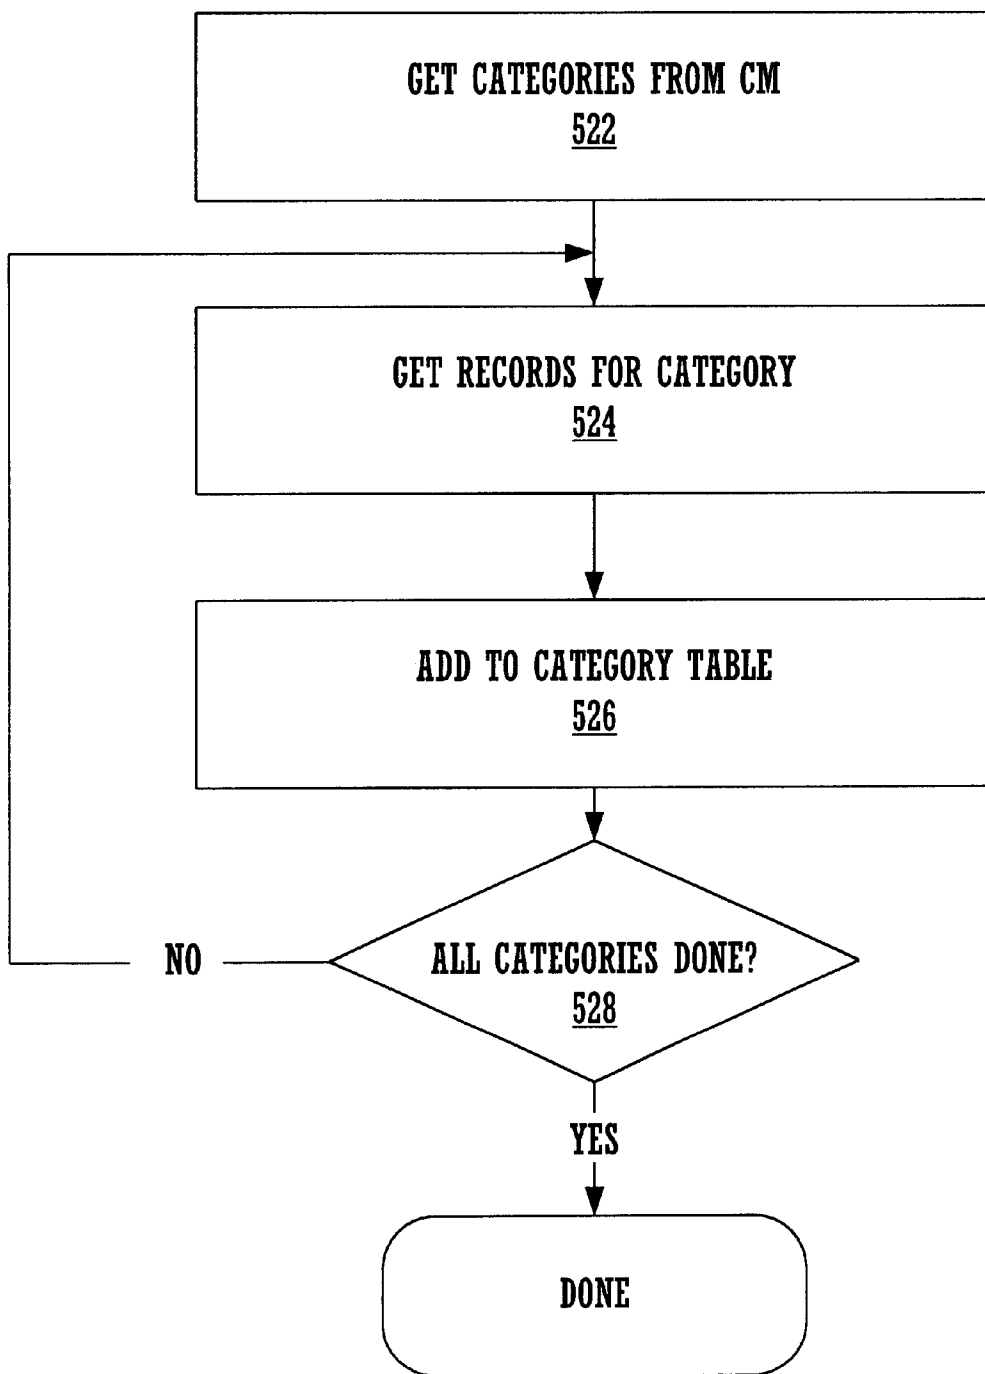 GET CATEGORIES FROM CM
522
GET RECORDS FOR CATEGORY
524
ADD TO CATEGORY TABLE
526
NO
ALL CATEGORIES DONE?
528
YES
DONE